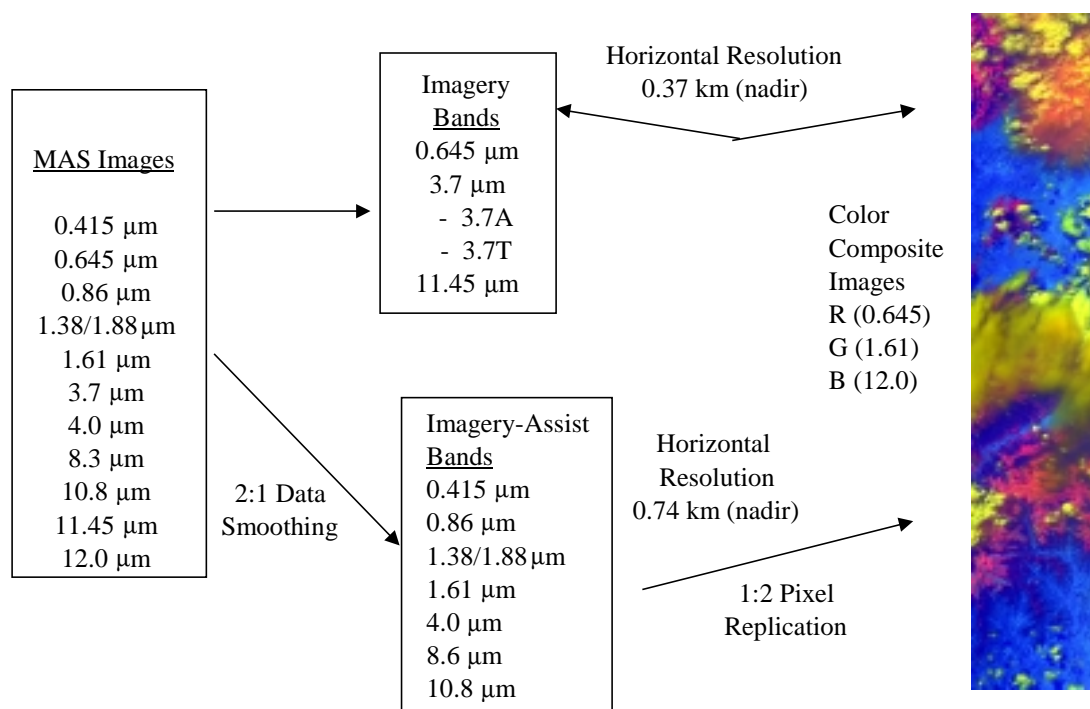 MAS Images
0.415 µm
0.645 µm
0.86 µm
1.38/1.88 µm
1.61 µm
3.7 µm
4.0 µm
8.3 µm
10.8 µm
11.45 µm
12.0 µm
Imagery
Bands
0.645 µm
3.7 µm
- 3.7A
- 3.7T
11.45 µm
Horizontal Resolution
0.37 km (nadir)
2:1 Data
Smoothing
Imagery-Assist
Bands
0.415 µm
0.86 µm
1.38/1.88 µm
1.61 µm
4.0 µm
8.6 µm
10.8 µm
Horizontal
Resolution
0.74 km (nadir)
1:2 Pixel
Replication
Color
Composite
Images
R (0.645)
G (1.61)
B (12.0)